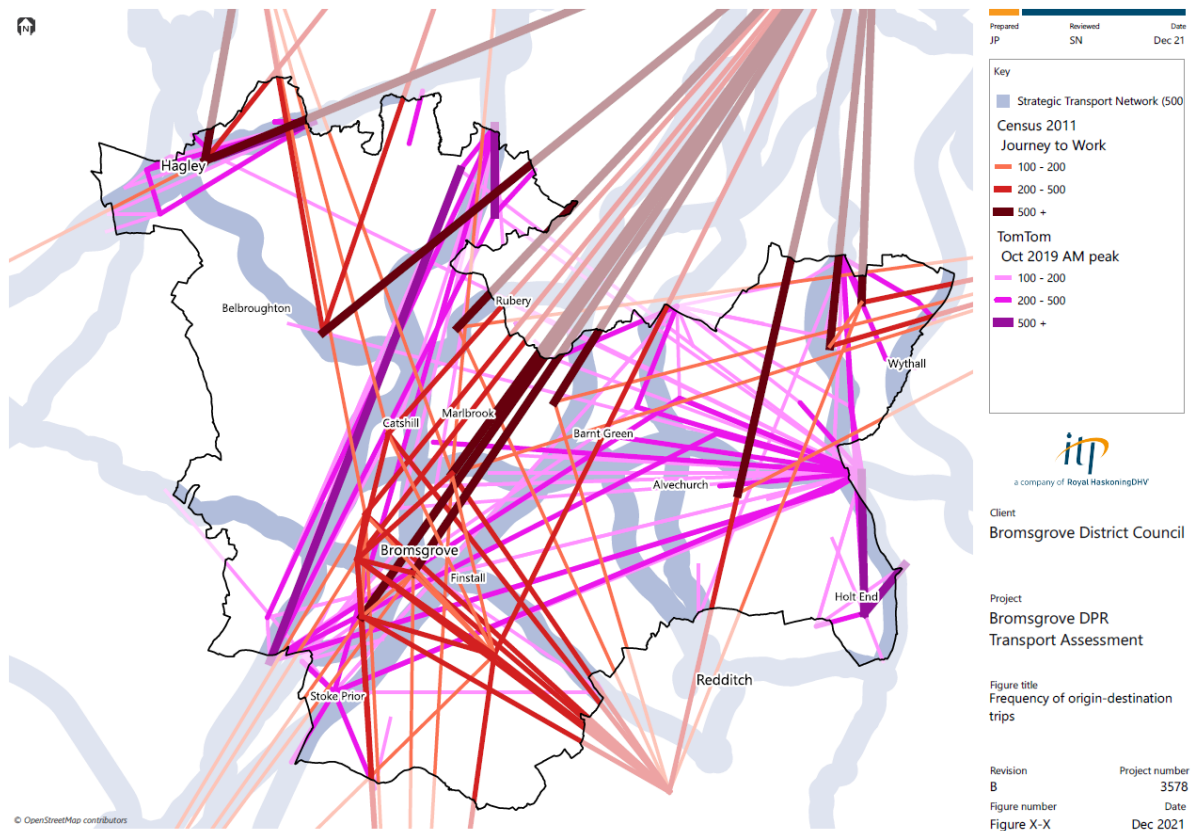 N
Hagley
Belbroughton
Rubery
Wythall
Catshill
Marlbrook
Barnt Green
Alvechurch
Bromsgrove
Finstall
Holt End
Redditch
Stoke Prior
© OpenStreetMap contributors
Prepared Reviewed Date
JP SN Dec 21
Key
Strategic Transport Network (500
Census 2011
Journey to Work
100 - 200
200 - 500
500 +
TomTom
Oct 2019 AM peak
100 - 200
200 - 500
500 +
itp
a company of Royal HaskoningDHV
Client
Bromsgrove District Council
Project
Bromsgrove DPR
Transport Assessment
Figure title
Frequency of origin-destination
trips
Revision Project number
B 3578
Figure number Date
Figure X-X Dec 2021